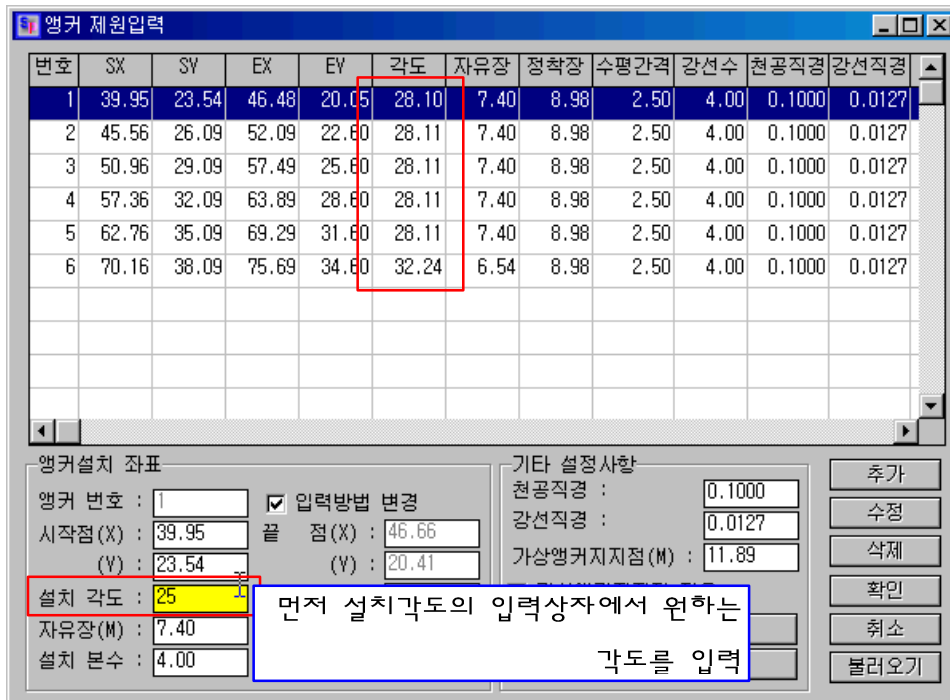 앵커 제원입력
번호 SX SY EX EY 각도 자유장 정착장 수평간격 강선수 천공직경 강선직경
1 39.95 23.54 46.48 20.05 28.10 7.40 8.98 2.50 4.00 0.1000 0.0127
2 45.56 26.09 52.09 22.60 28.11 7.40 8.98 2.50 4.00 0.1000 0.0127
3 50.96 29.09 57.49 25.60 28.11 7.40 8.98 2.50 4.00 0.1000 0.0127
4 57.36 32.09 63.89 28.60 28.11 7.40 8.98 2.50 4.00 0.1000 0.0127
5 62.76 35.09 69.29 31.60 28.11 7.40 8.98 2.50 4.00 0.1000 0.0127
6 70.16 38.09 75.69 34.60 32.24 6.54 8.98 2.50 4.00 0.1000 0.0127
앵커설치 좌표
앵커 번호 : 1 입력방법 변경
시작점(X) : 39.95 끝 점(X) : 46.66
(Y) : 23.54 (Y) : 20.41
설치 각도 : 25
자유장(M) : 7.40
설치 본수 : 4.00
먼저 설치각도의 입력상자에서 원하는
각도를 입력
기타 설정사항
천공직경 : 0.1000
강선직경 : 0.0127
가상앵커지지점(M) : 11.89
추가
수정
삭제
확인
취소
불러오기